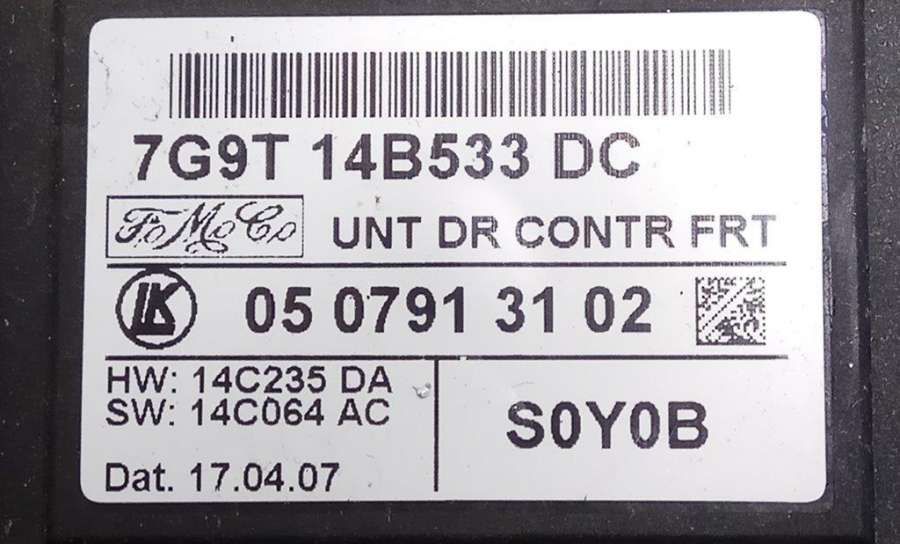 7G9T 14B533 DC
FoMoCo
UNT DR CONTR FRT
LK
05 0791 31 02
HW: 14C235 DA
SW: 14C064 AC
S0Y0B
Dat. 17.04.07